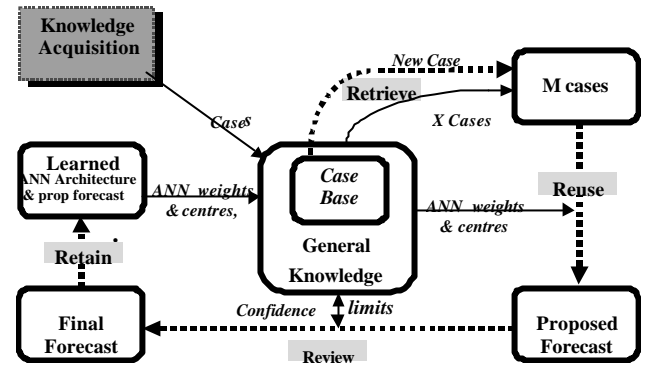 Knowledge
Acquisition
New Case
Retrieve
M cases
Cases
X Cases
Learned
ANN Architecture
& prop forecast
ANN weights
& centres,
Case
Base
General
Knowledge
ANN weights
& centres
Reuse
Retain
Confidence limits
Final
Forecast
Review
Proposed
Forecast